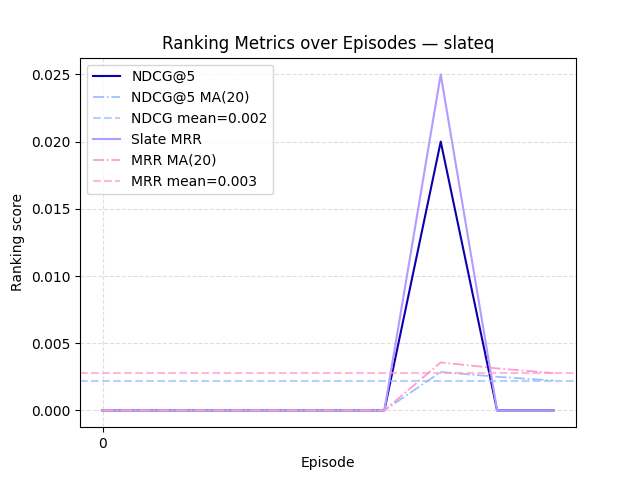 Ranking Metrics over Episodes — slateq
NDCG@5
NDCG@5 MA(20)
NDCG mean=0.002
Slate MRR
MRR MA(20)
MRR mean=0.003
Ranking score
0.025
0.020
0.015
0.010
0.005
0.000
0
Episode